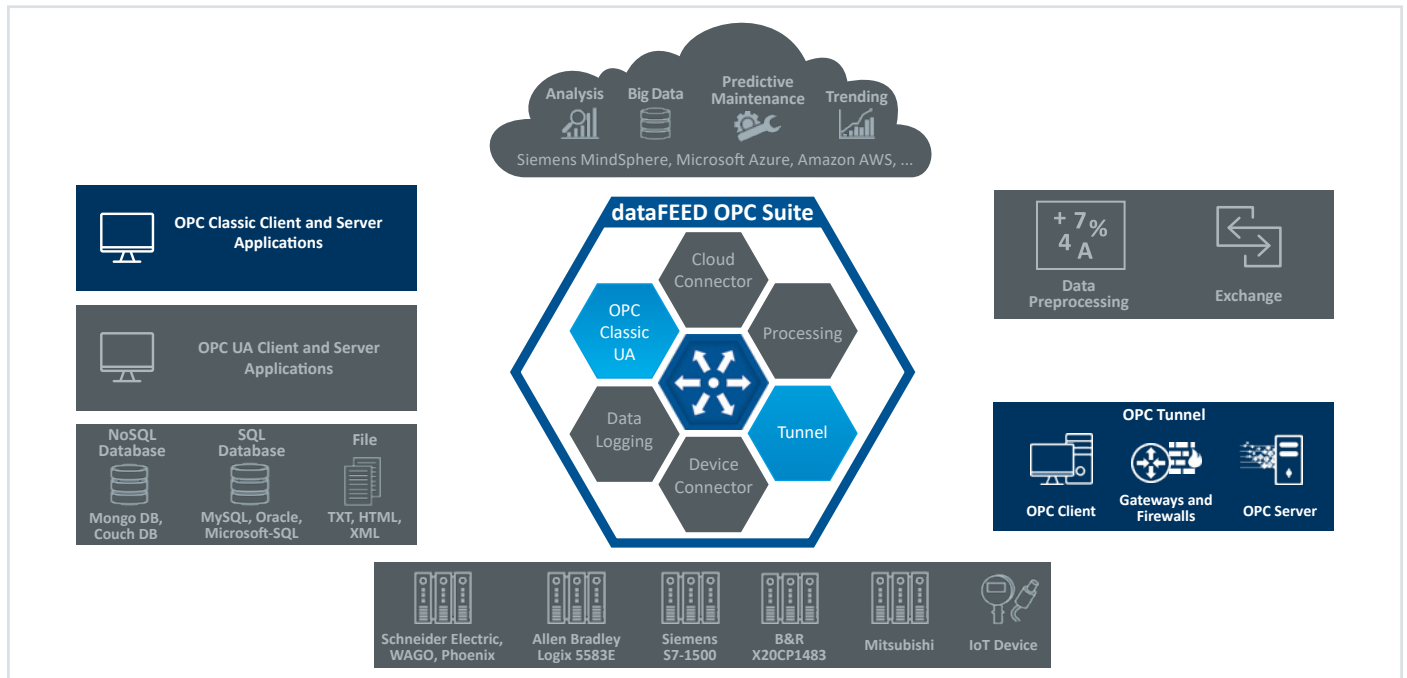 Analysis
Big Data
Predictive
Maintenance
Trending
Siemens MindSphere, Microsoft Azure, Amazon AWS, ...
OPC Classic Client and Server
Applications
OPC UA Client and Server
Applications
NoSQL
Database
Mongo DB,
Couch DB
SQL
Database
MySQL, Oracle,
Microsoft-SQL
File
TXT, HTML,
XML
dataFEED OPC Suite
Cloud
Connector
OPC
Classic
UA
Processing
Data
Logging
Tunnel
Device
Connector
+ 7%
4 A
Data
Preprocessing
Exchange
OPC Tunnel
OPC Client
Gateways and
Firewalls
OPC Server
Schneider Electric,
WAGO, Phoenix
Allen Bradley
Logix 5583E
Siemens
S7-1500
B&R
X20CP1483
Mitsubishi
IoT Device